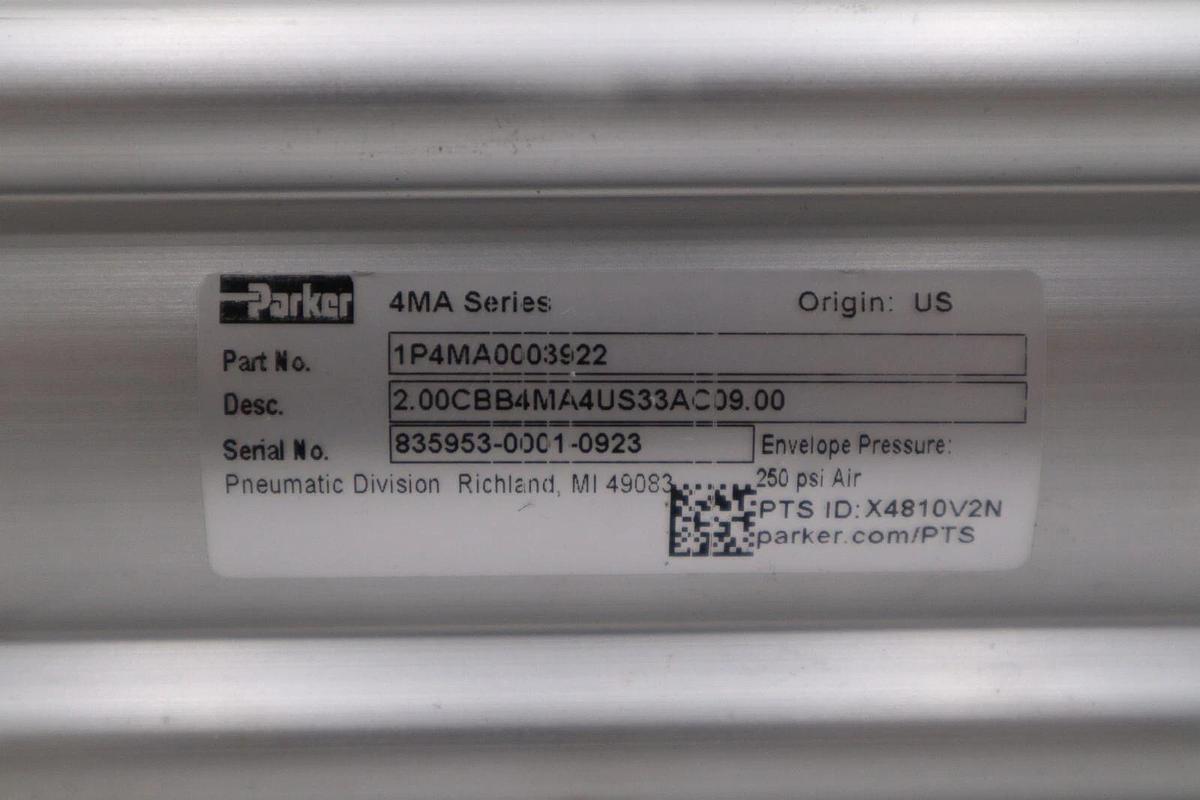 Parker 4MA Series Origin: US
Part No. 1P4MA0003922
Desc. 2.00CBB4MA4US33AC09.00
Serial No. 835953-0001-0923 Envelope Pressure:
Pneumatic Division Richland, MI 49083 250 psi Air
PTS ID:X4810V2N
parker.com/PTS